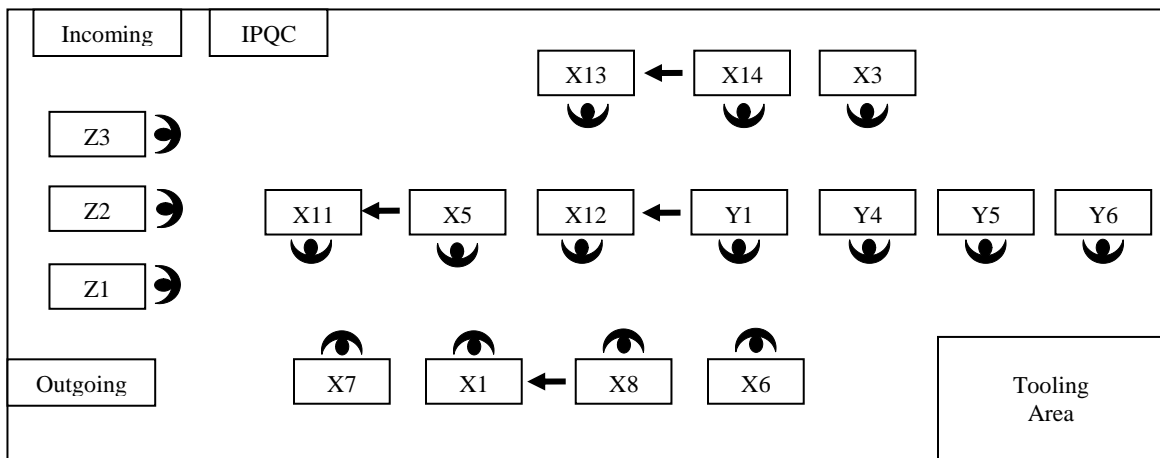 Incoming
IPQC
X13
X14
X3
Z3
Z2
X11
X5
X12
Y1
Y4
Y5
Y6
Z1
Outgoing
X7
X1
X8
X6
Tooling
Area